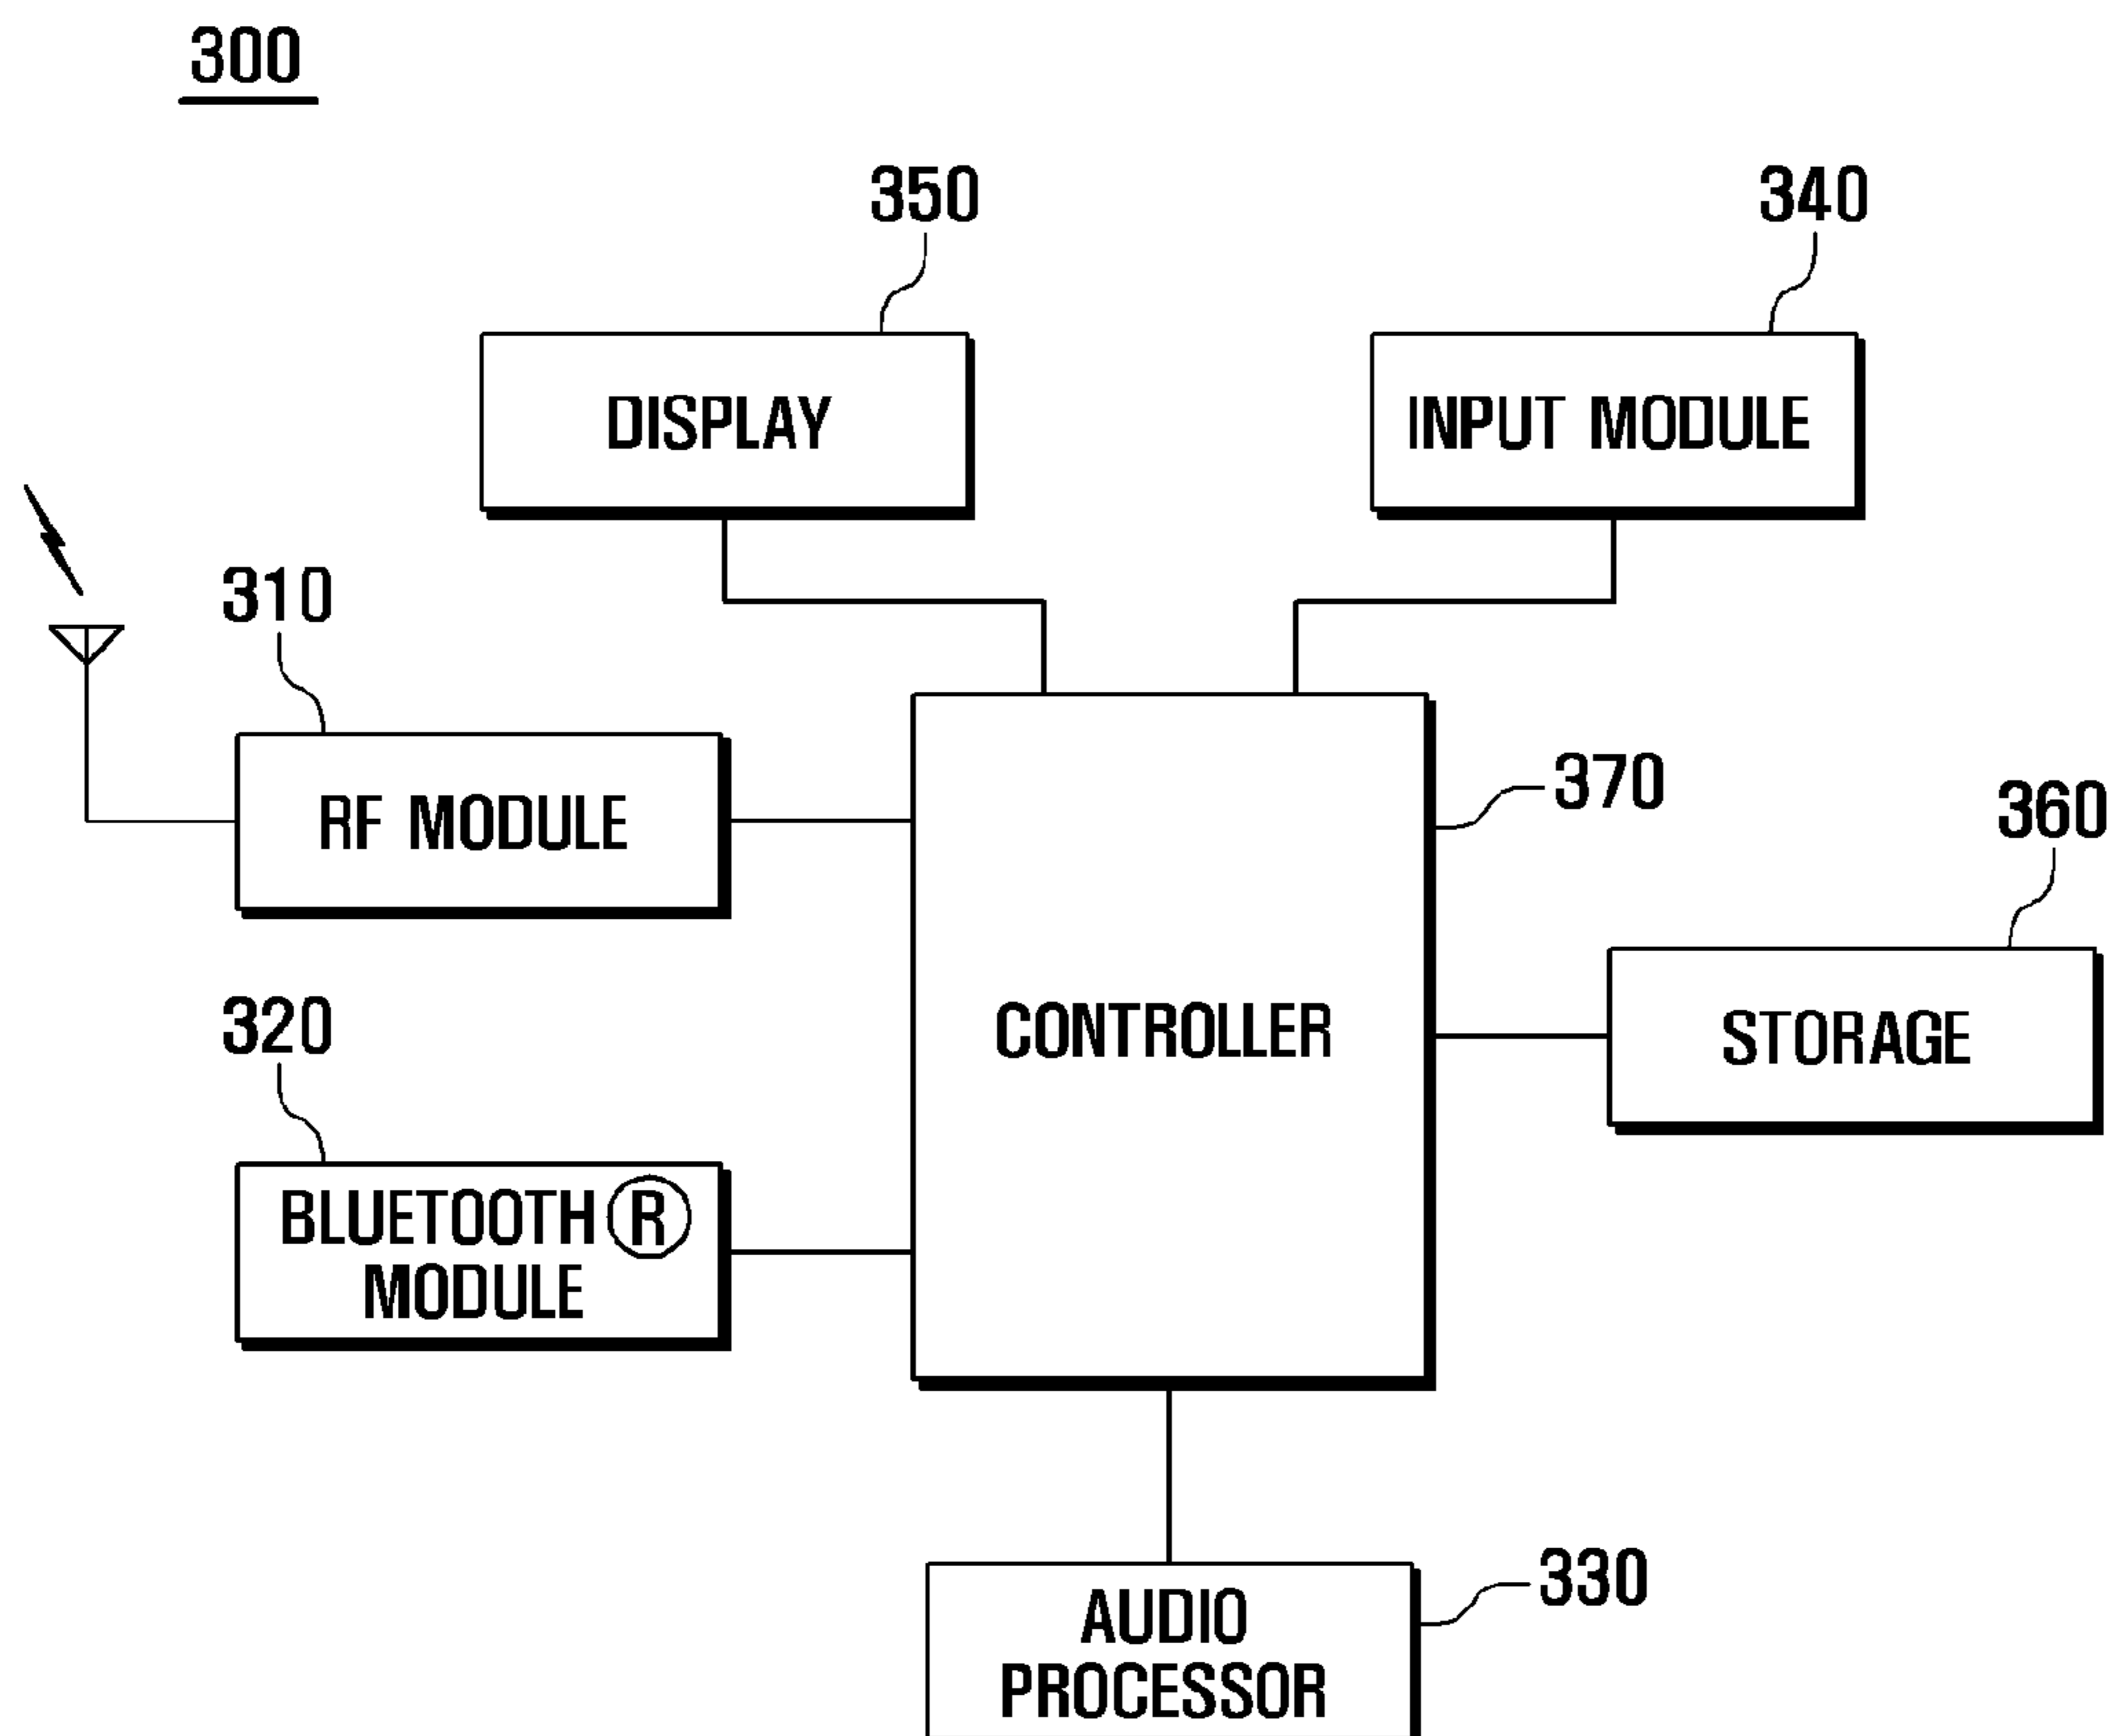 300
350
340
DISPLAY
INPUT MODULE
310
RF MODULE
370
360
CONTROLLER
STORAGE
320
BLUETOOTH ®
MODULE
330
AUDIO
PROCESSOR